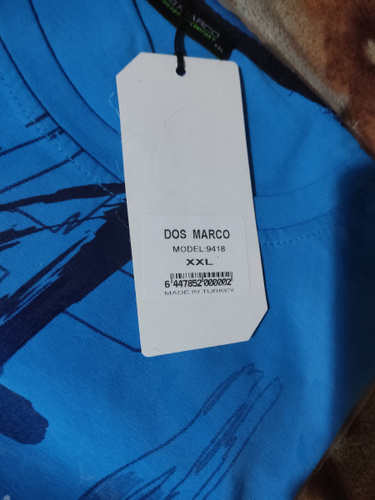 DOS MARCO
MODEL:9418
XXL
6 447852 000002
MADE IN TURKEY